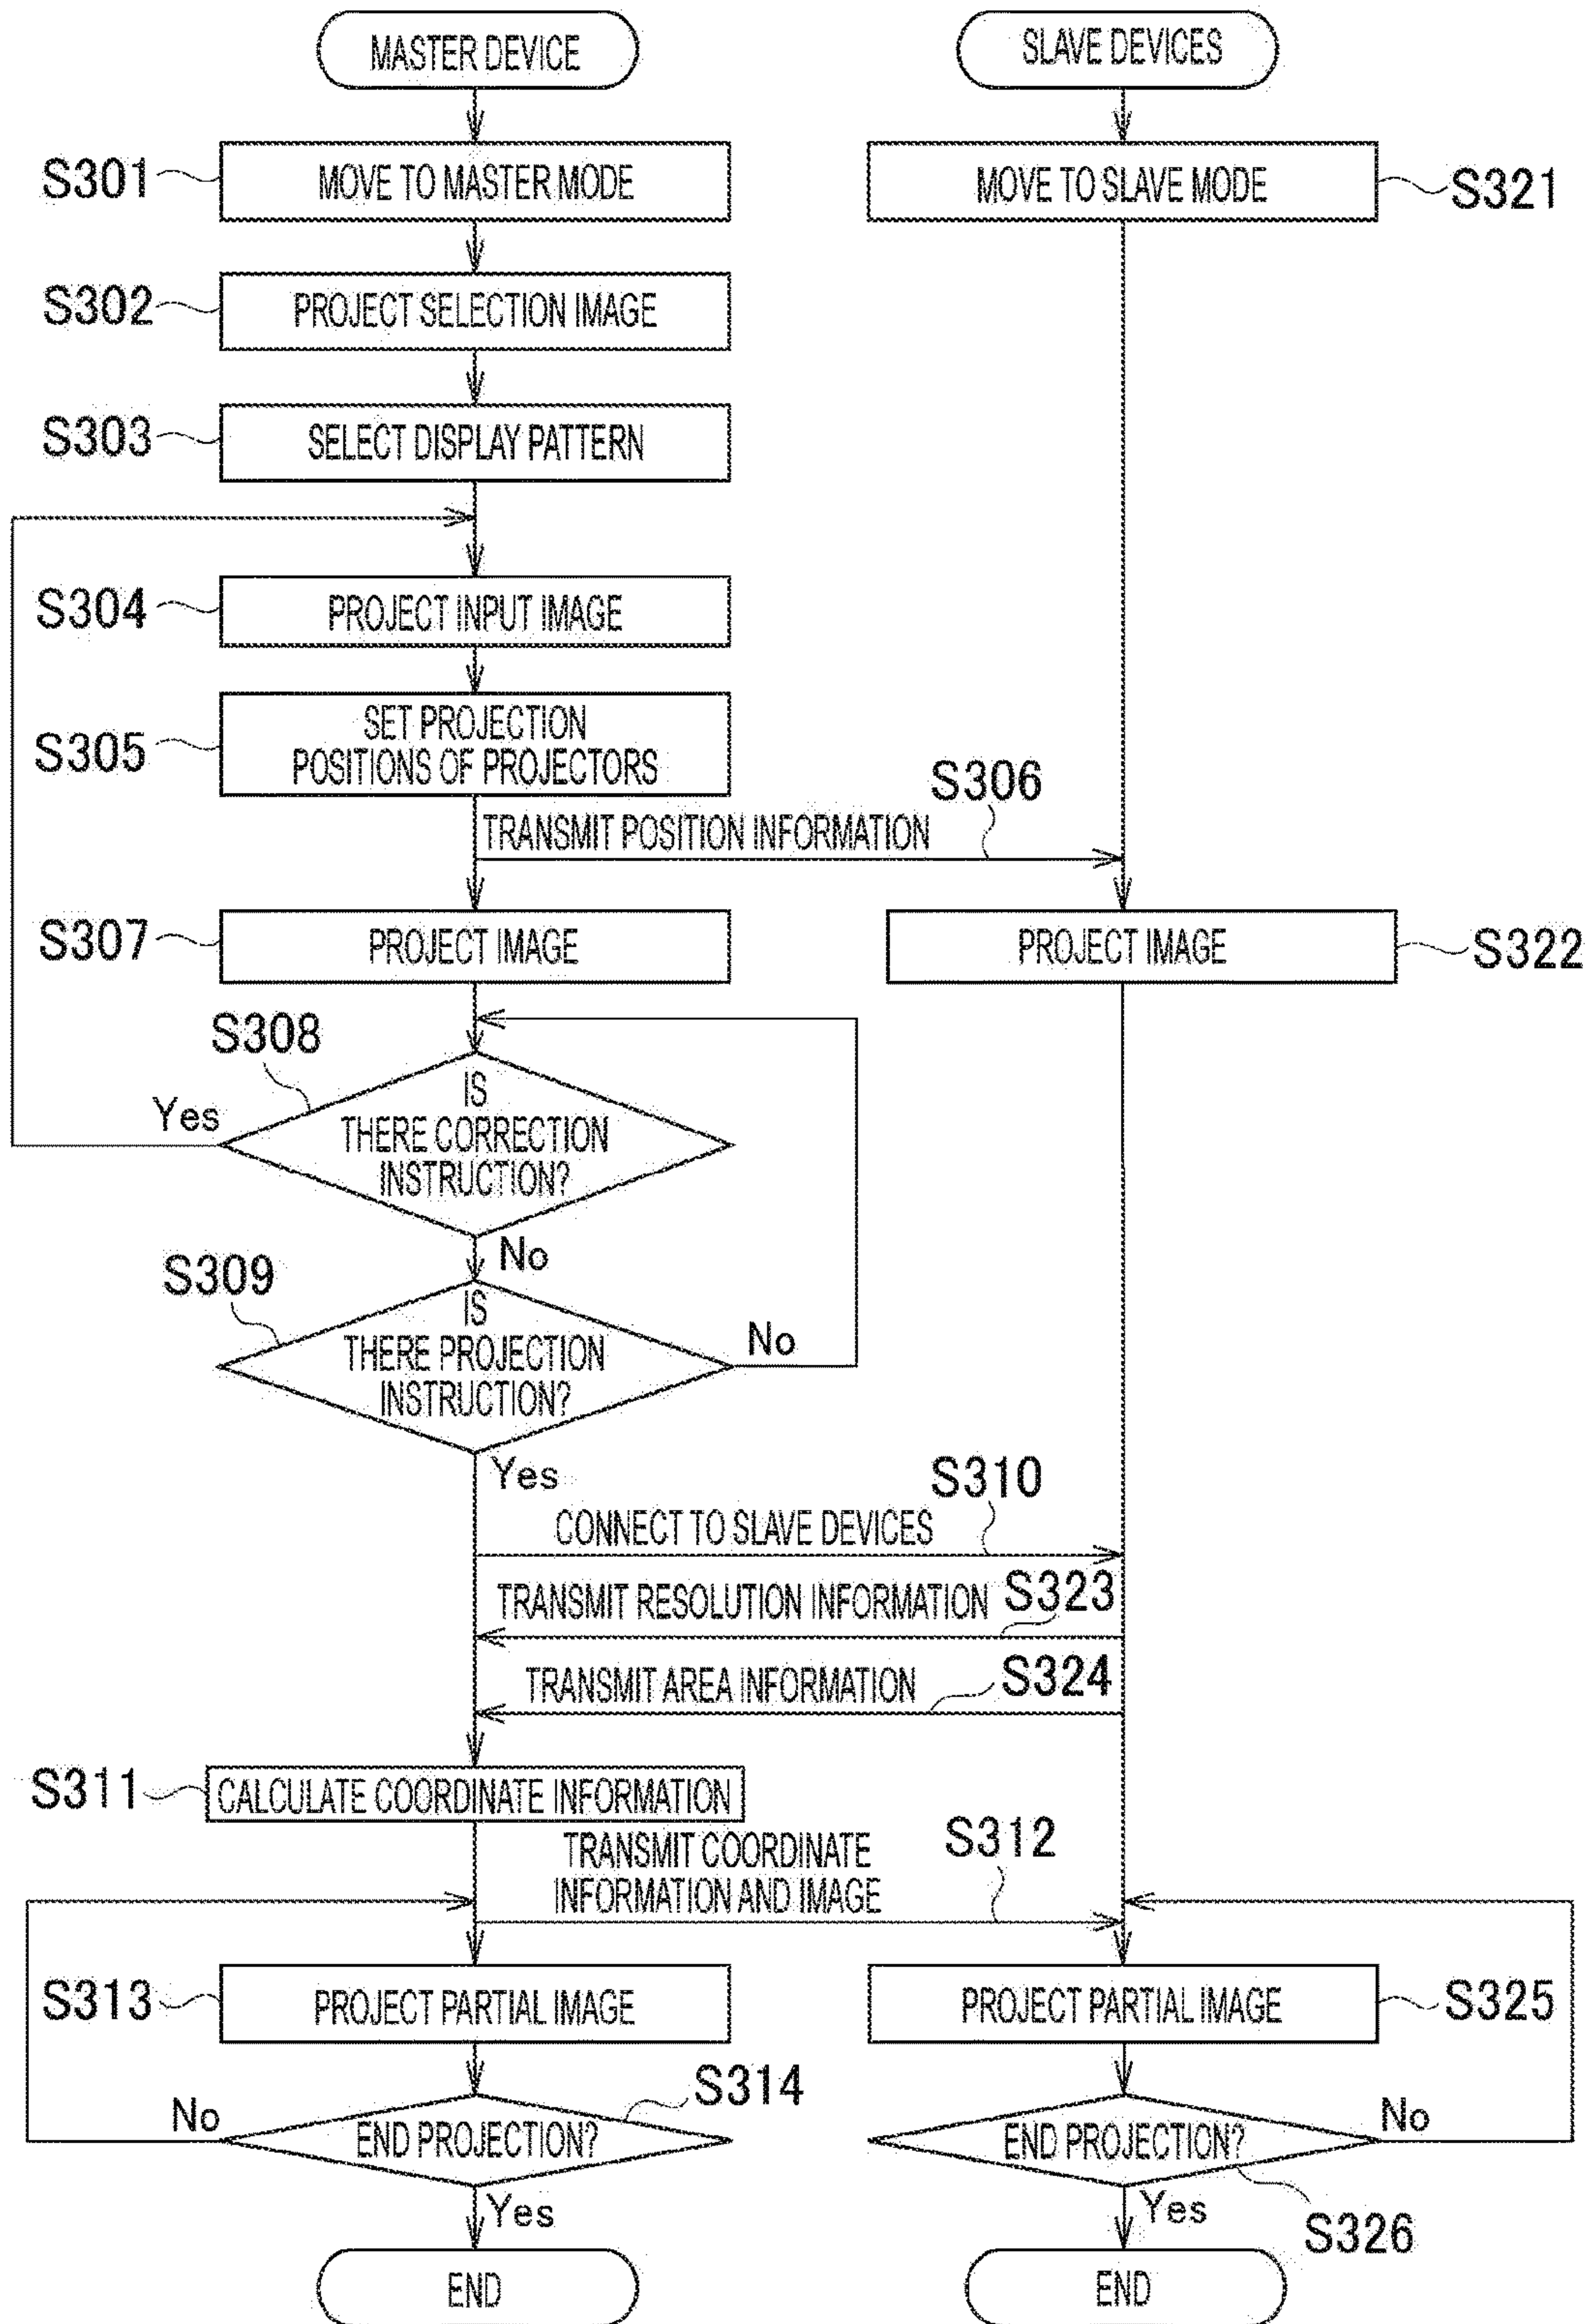 MASTER DEVICE
SLAVE DEVICES
S301
MOVE TO MASTER MODE
MOVE TO SLAVE MODE
S321
S302
PROJECT SELECTION IMAGE
S303
SELECT DISPLAY PATTERN
S304
PROJECT INPUT IMAGE
S305
SET PROJECTION
POSITIONS OF PROJECTORS
S306
TRANSMIT POSITION INFORMATION
S307
PROJECT IMAGE
PROJECT IMAGE
S322
S308
Yes
IS
THERE CORRECTION
INSTRUCTION?
No
S309
IS
THERE PROJECTION
INSTRUCTION?
No
Yes
S310
CONNECT TO SLAVE DEVICES
TRANSMIT RESOLUTION INFORMATION
S323
TRANSMIT AREA INFORMATION
S324
S311
CALCULATE COORDINATE INFORMATION
TRANSMIT COORDINATE
INFORMATION AND IMAGE
S312
S313
PROJECT PARTIAL IMAGE
PROJECT PARTIAL IMAGE
S325
S314
No
END PROJECTION?
END PROJECTION?
No
Yes
Yes
S326
END
END